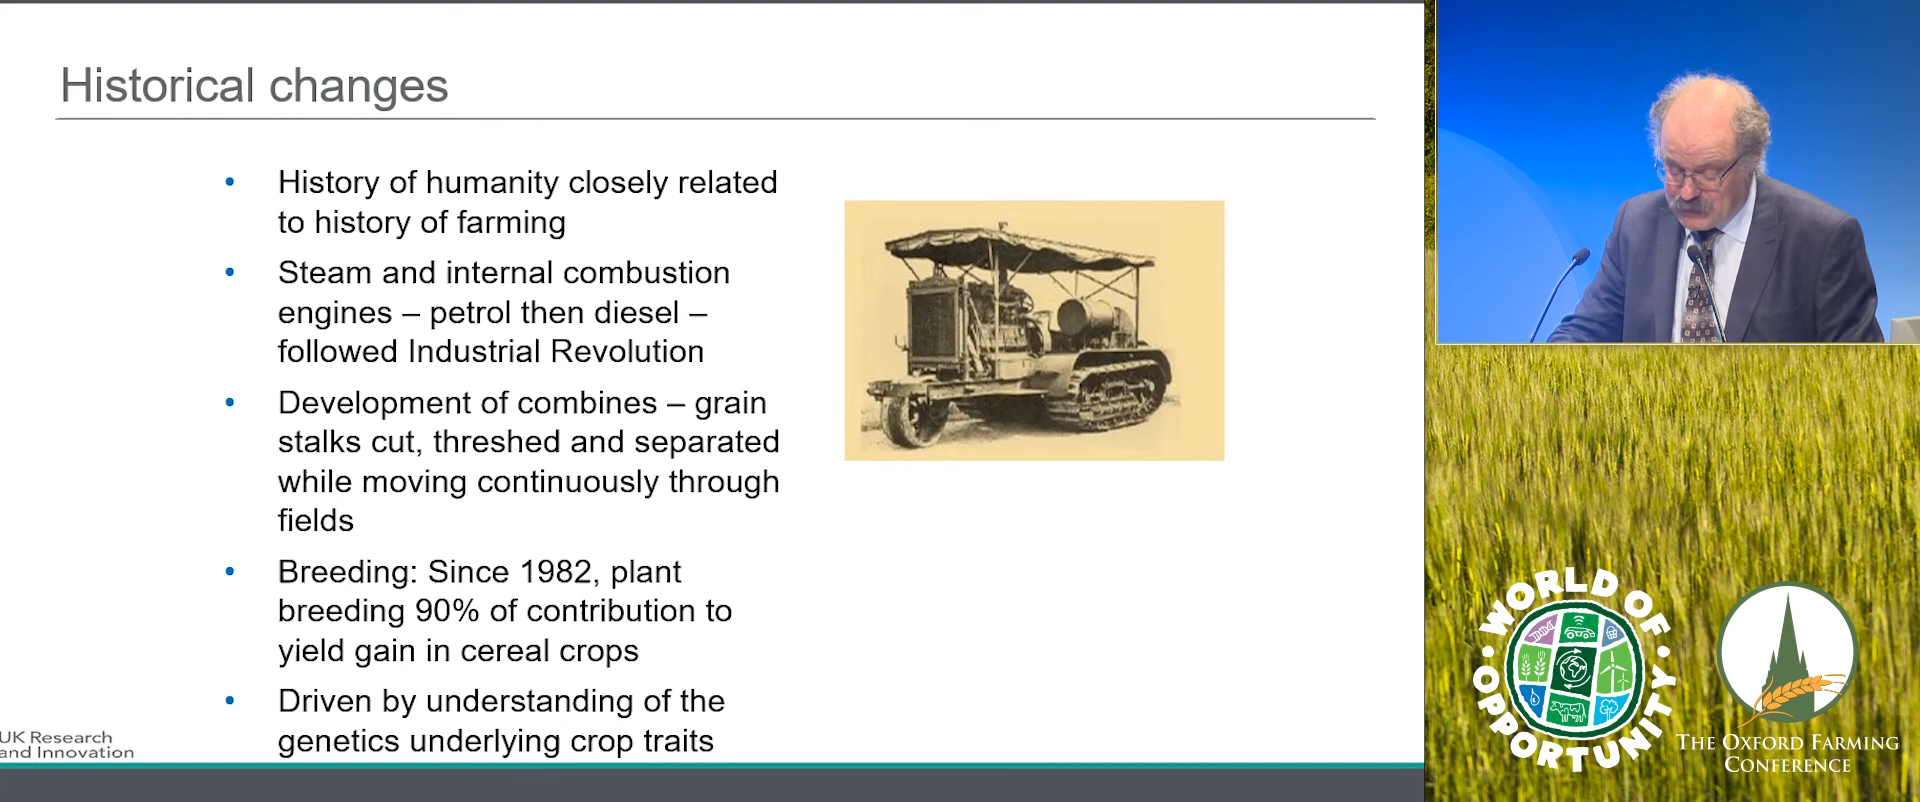 Historical changes
• History of humanity closely related
to history of farming
• Steam and internal combustion
engines – petrol then diesel –
followed Industrial Revolution
• Development of combines – grain
stalks cut, threshed and separated
while moving continuously through
fields
• Breeding: Since 1982, plant
breeding 90% of contribution to
yield gain in cereal crops
• Driven by understanding of the
genetics underlying crop traits
UK Research
and Innovation
WORLD OF
OPPORTUNITY
THE OXFORD FARMING
CONFERENCE